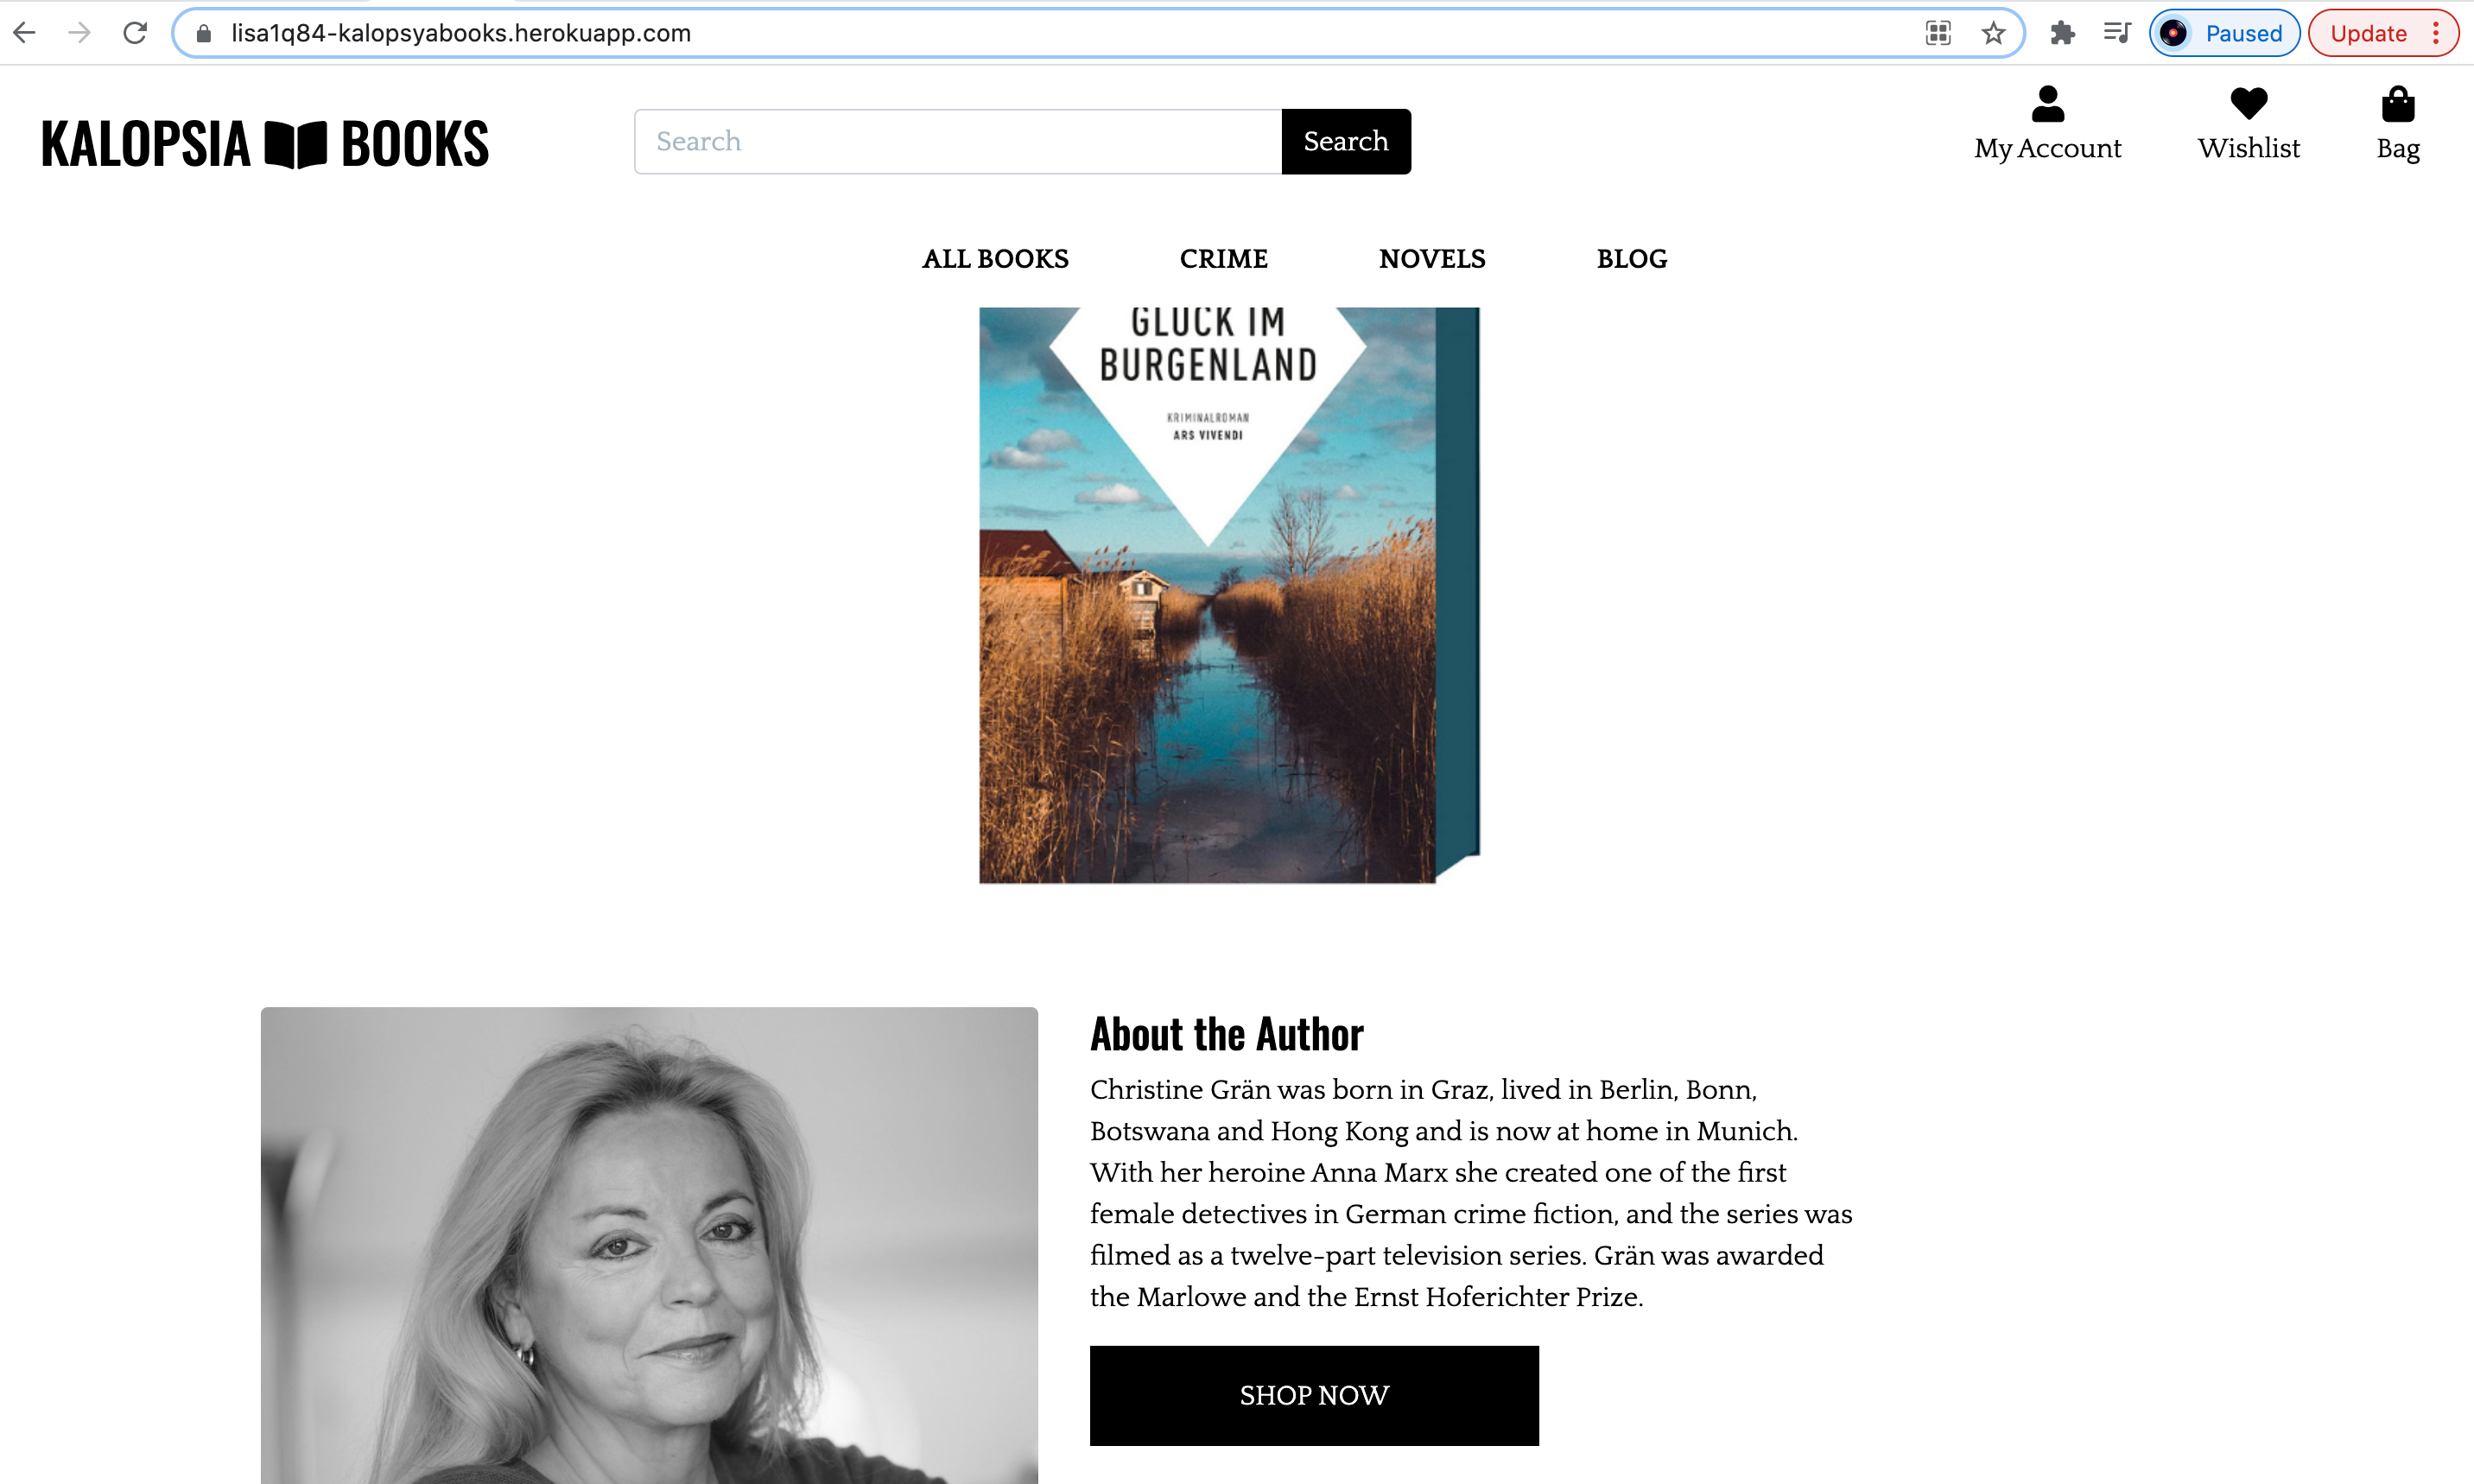 lisa1q84-kalopsyabooks.herokuapp.com
Paused
Update
KALOPSIA BOOKS
Search
Search
My Account
Wishlist
Bag
ALL BOOKS
CRIME
NOVELS
BLOG
GLÜCK IM
BURGENLAND
KRIMINALROMAN
ARS VIVENDI
About the Author
Christine Grän was born in Graz, lived in Berlin, Bonn,
Botswana and Hong Kong and is now at home in Munich.
With her heroine Anna Marx she created one of the first
female detectives in German crime fiction, and the series was
filmed as a twelve-part television series. Grän was awarded
the Marlowe and the Ernst Hoferichter Prize.
SHOP NOW